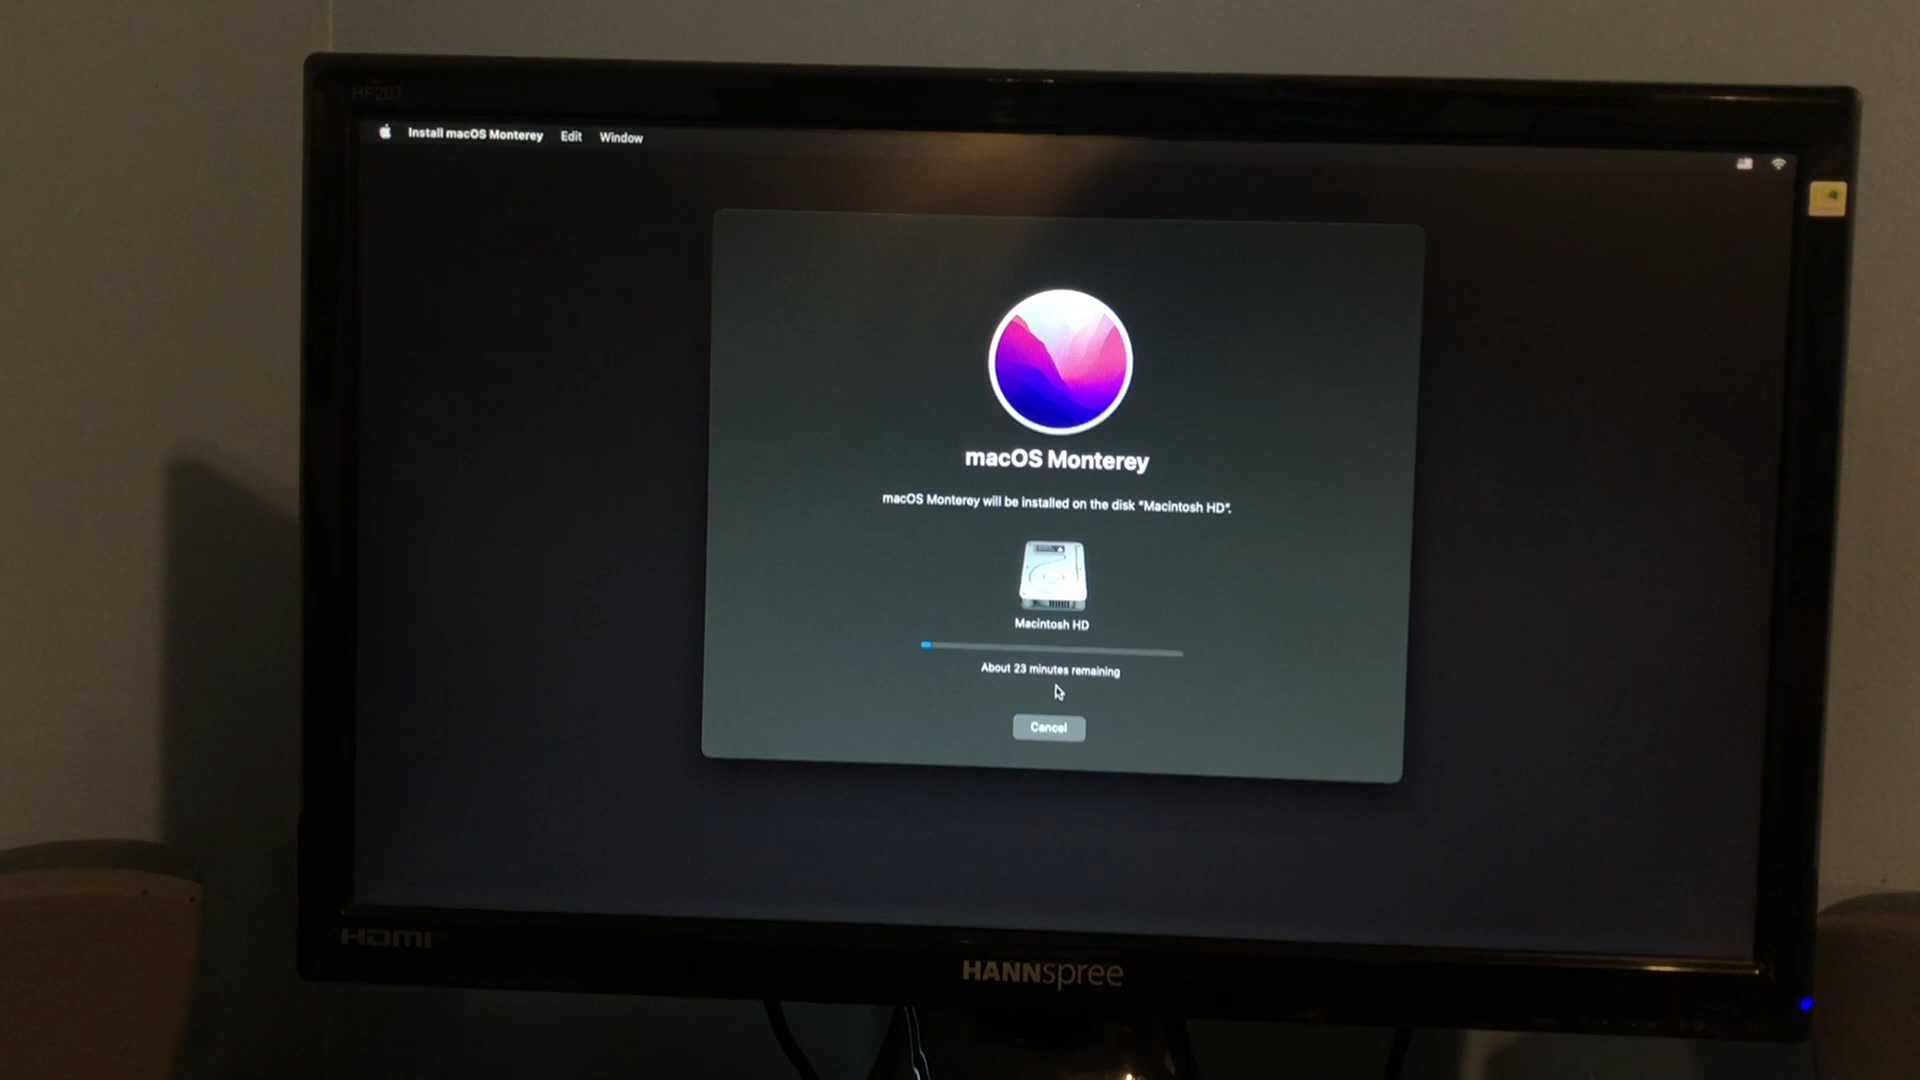 HF207
Install macOS Monterey Edit Window
macOS Monterey
macOS Monterey will be installed on the disk "Macintosh HD".
Macintosh HD
About 23 minutes remaining
Cancel
HDMI
HANNspree